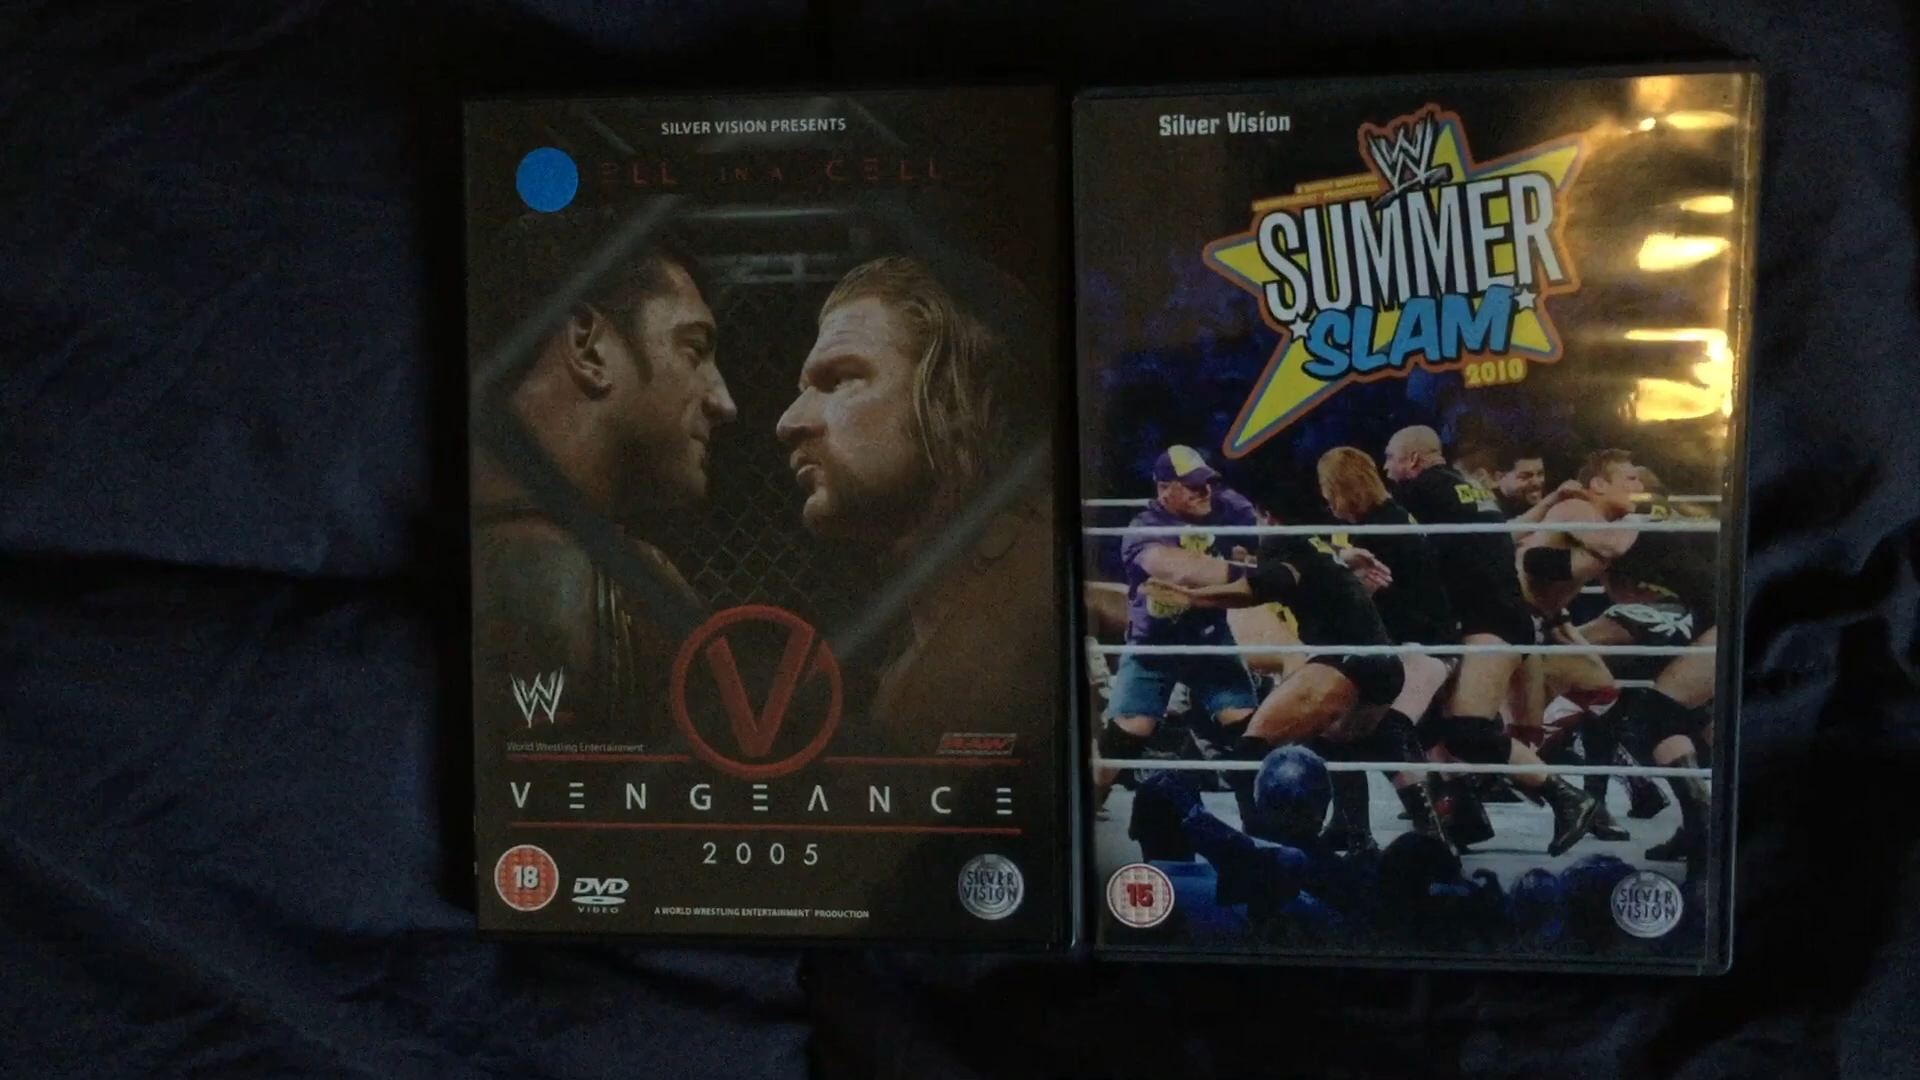 SILVER VISION PRESENTS
ELL IN A CELL
W
World Wrestling Entertainment
RAW
V
VENGEANCE
2005
18
DVD
VIDEO
SILVER
VISION
A WORLD WRESTLING ENTERTAINMENT PRODUCTION
Silver Vision
W
SUMMER
SLAM
2010
15
SILVER
VISION